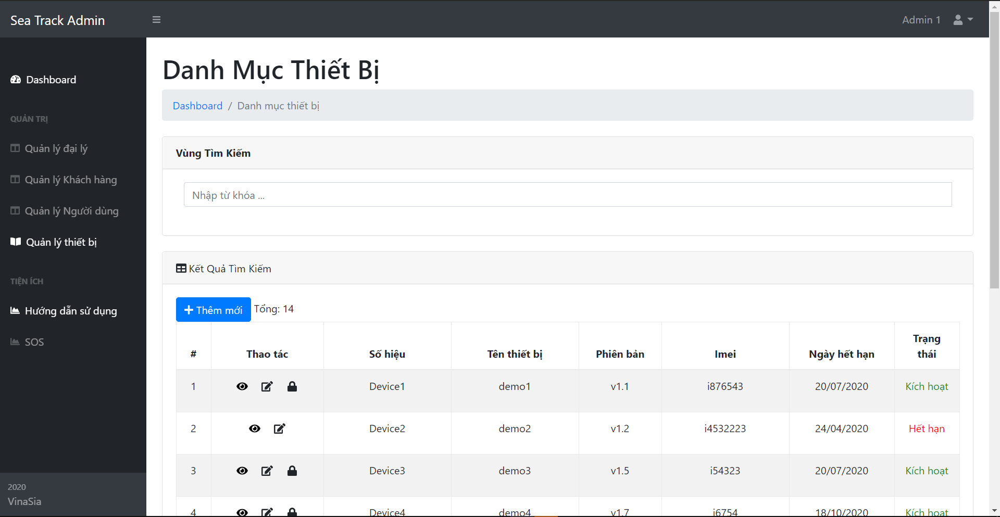 Sea Track Admin
Admin 1
Dashboard
QUẢN TRỊ
Quản lý đại lý
Quản lý Khách hàng
Quản lý Người dùng
Quản lý thiết bị
TIỆN ÍCH
Hướng dẫn sử dụng
SOS
2020
VinaSia
Danh Mục Thiết Bị
Dashboard / Danh mục thiết bị
Vùng Tìm Kiếm
Nhập từ khóa ...
Kết Quả Tìm Kiếm
Thêm mới Tổng: 14
# Thao tác Số hiệu Tên thiết bị Phiên bản Imei Ngày hết hạn Trạng thái
1 Device1 demo1 v1.1 i876543 20/07/2020 Kích hoạt
2 Device2 demo2 v1.2 i4532223 24/04/2020 Hết hạn
3 Device3 demo3 v1.5 i54323 20/07/2020 Kích hoạt
4 Device4 demo4 v1.7 i6754 18/10/2020 Kích hoạt